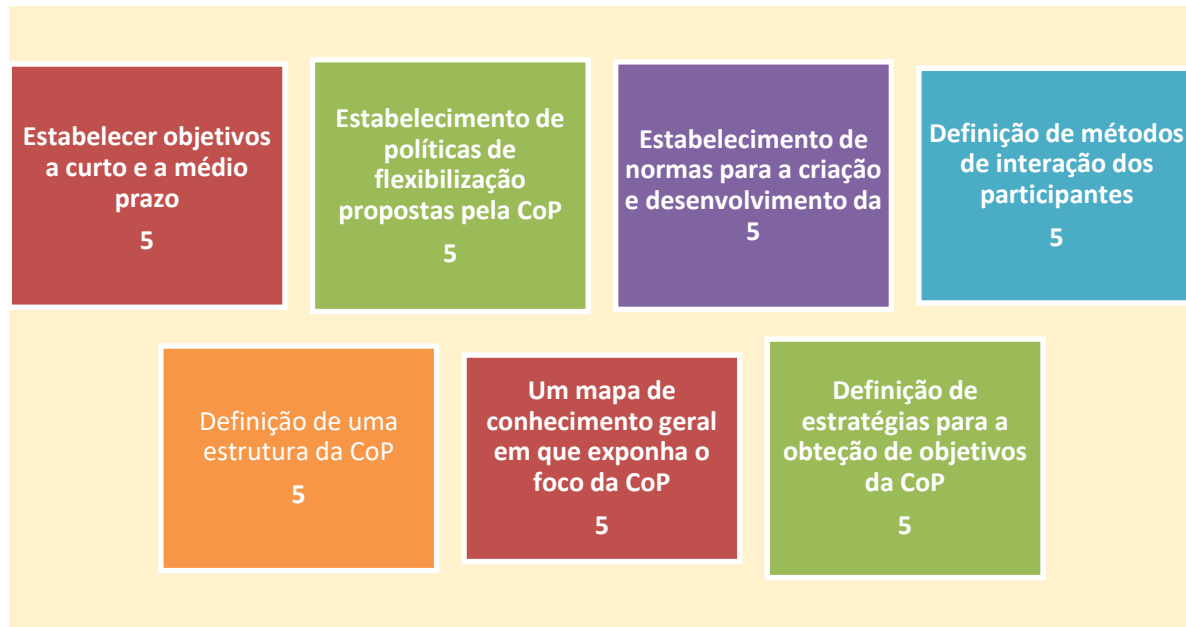 Estabelecer objetivos
a curto e a médio
prazo
5
Estabelecimento de
políticas de
flexibilização
propostas pela CoP
5
Estabelecimento de
normas para a criação
e desenvolvimento da
5
Definição de métodos
de interação dos
participantes
5
Definição de uma
estrutura da CoP
5
Um mapa de
conhecimento geral
em que exponha o
foco da CoP
5
Definição de
estratégias para a
obteção de objetivos
da CoP
5